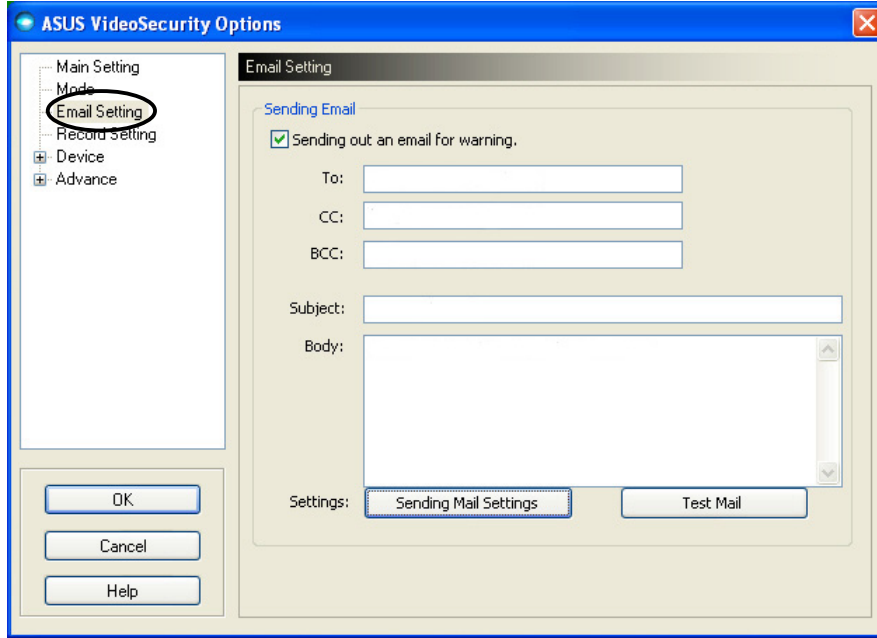 ASUS VideoSecurity Options
Main Setting
Mode
Email Setting
Record Setting
Device
Advance
OK
Cancel
Help
Email Setting
Sending Email
Sending out an email for warning.
To:
CC:
BCC:
Subject:
Body:
Settings: Sending Mail Settings Test Mail